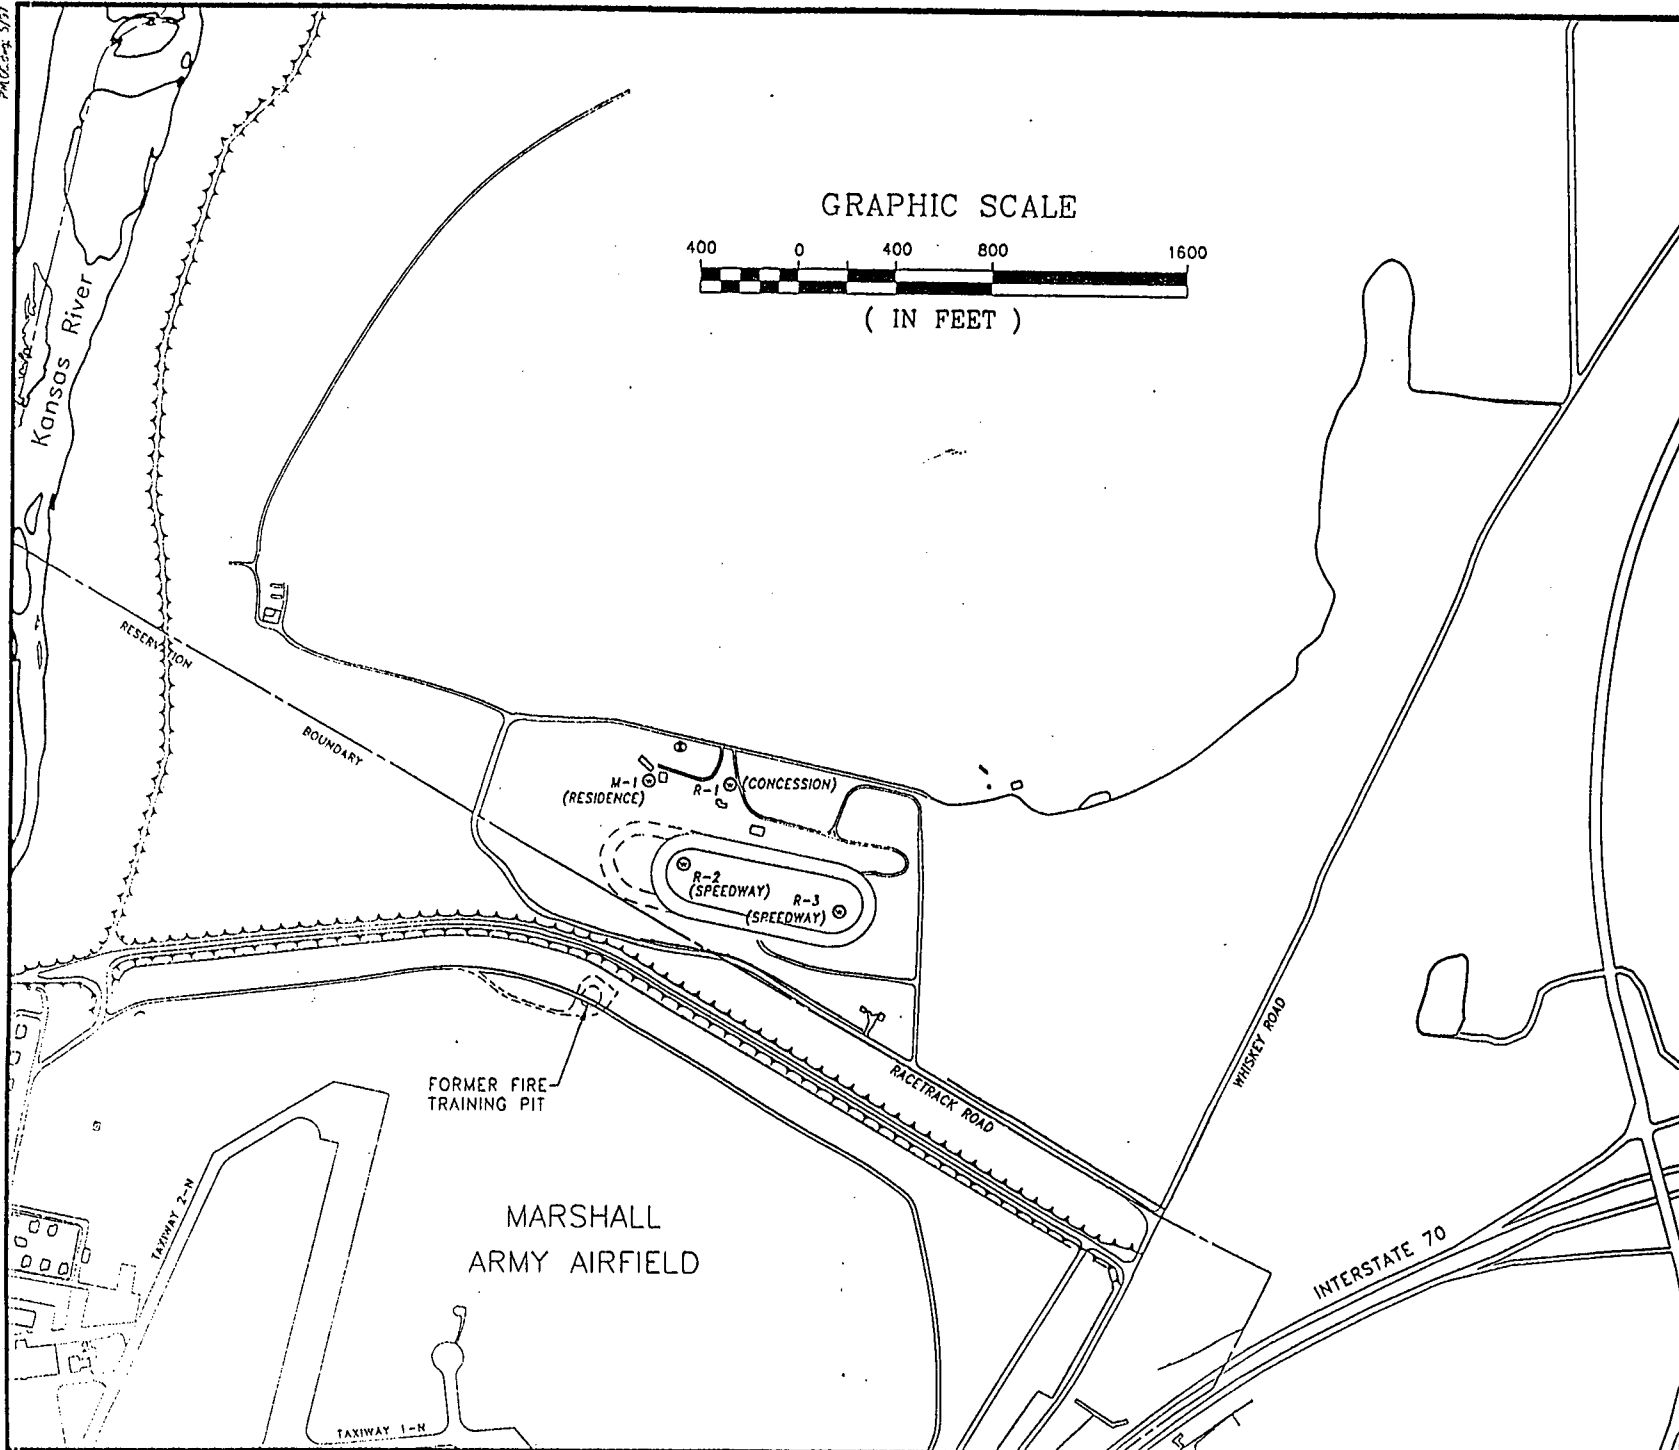 GRAPHIC SCALE
400 0 400 800 1600
( IN FEET )
Kansas River
RESERVATION
BOUNDARY
M-1
(RESIDENCE)
R-1
(CONCESSION)
R-2
(SPEEDWAY)
R-3
(SPEEDWAY)
FORMER FIRE
TRAINING PIT
RACETRACK ROAD
WHISKEY ROAD
TAXIWAY 2-N
MARSHALL
ARMY AIRFIELD
INTERSTATE 70
TAXIWAY 1-N